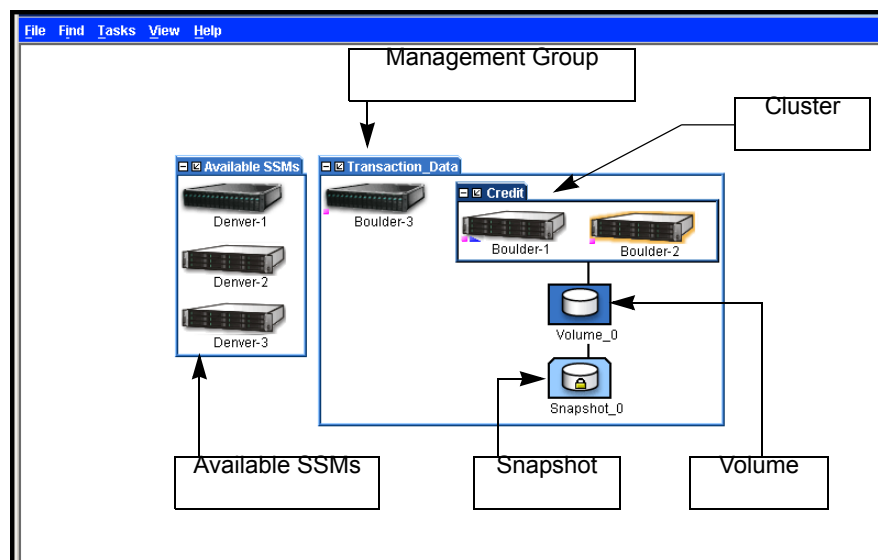 File Find Tasks View Help
Management Group
Cluster
Available SSMs
Transaction_Data
Credit
Denver-1
Boulder-3
Boulder-1
Boulder-2
Denver-2
Denver-3
Volume_0
Snapshot_0
Available SSMs
Snapshot
Volume